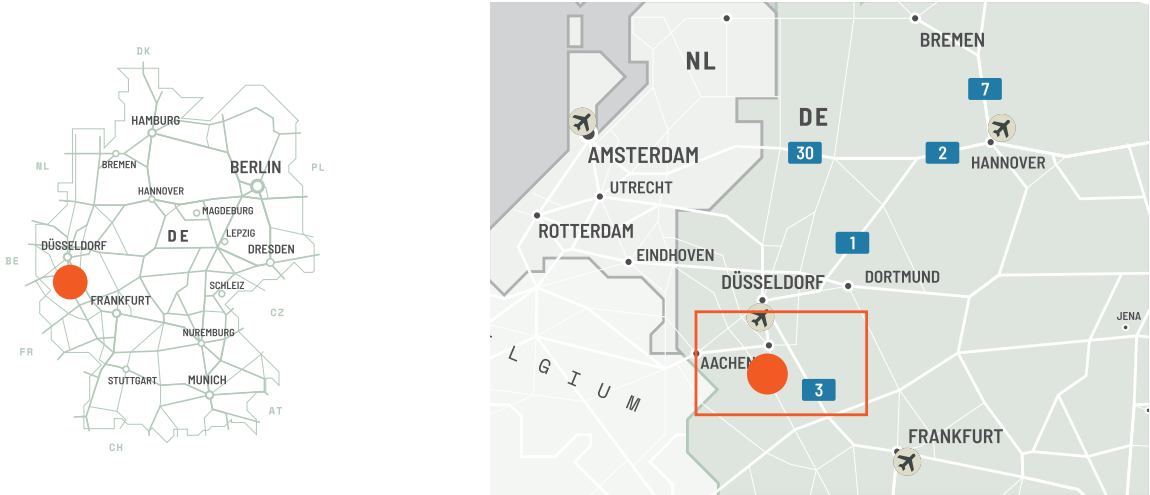 DK
HAMBURG
NL
BREMEN
BERLIN
PL
HANNOVER
MAGDEBURG
DE
LEPZIG
DÜSSELDORF
DRESDEN
BE
SCHLEIZ
FRANKFURT
CZ
NUREMBURG
FR
STUTTGART
MUNICH
AT
CH
BREMEN
NL
7
DE
30
2
AMSTERDAM
HANNOVER
UTRECHT
ROTTERDAM
1
EINDHOVEN
DÜSSELDORF
DORTMUND
JENA
AACHEN
LGIUM
3
FRANKFURT